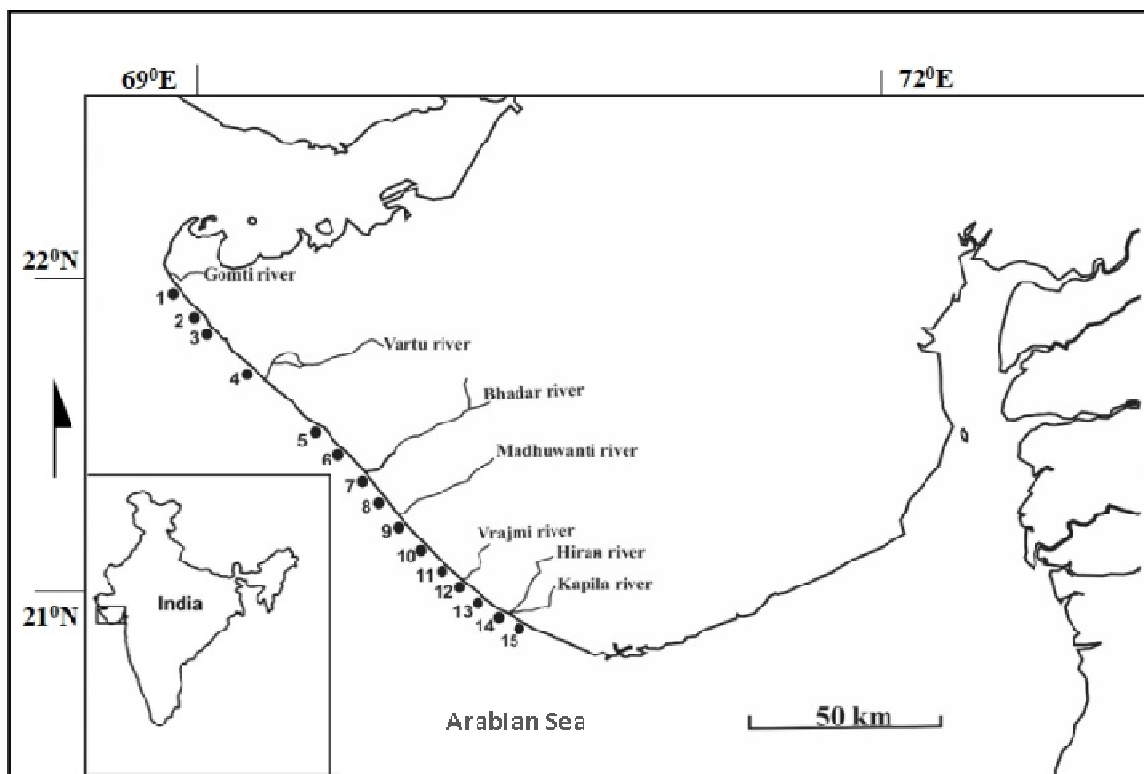 69⁰E
72⁰E
22⁰N
Gomti river
1
2
3
Vartu river
4
Bhadar river
5
6
Madhuwanti river
7
8
9
Vrajmi river
10
Hiran river
11
Kapila river
12
21⁰N
13
14
15
India
Arabian Sea
50 km